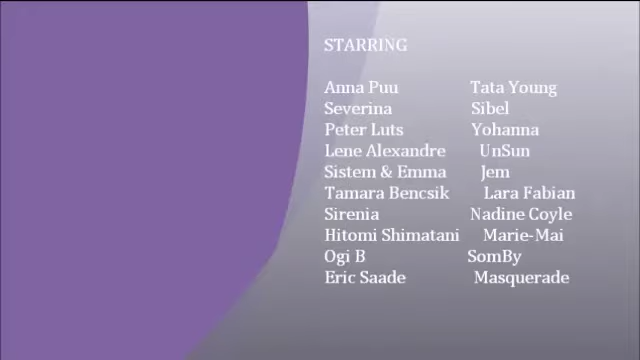 STARRING
Anna Puu Tata Young
Severina Sibel
Peter Luts Yohanna
Lene Alexandre UnSun
Sistem & Emma Jem
Tamara Bencsik Lara Fabian
Sirenia Nadine Coyle
Hitomi Shimatani Marie-Mai
Ogi B SomBy
Eric Saade Masquerade